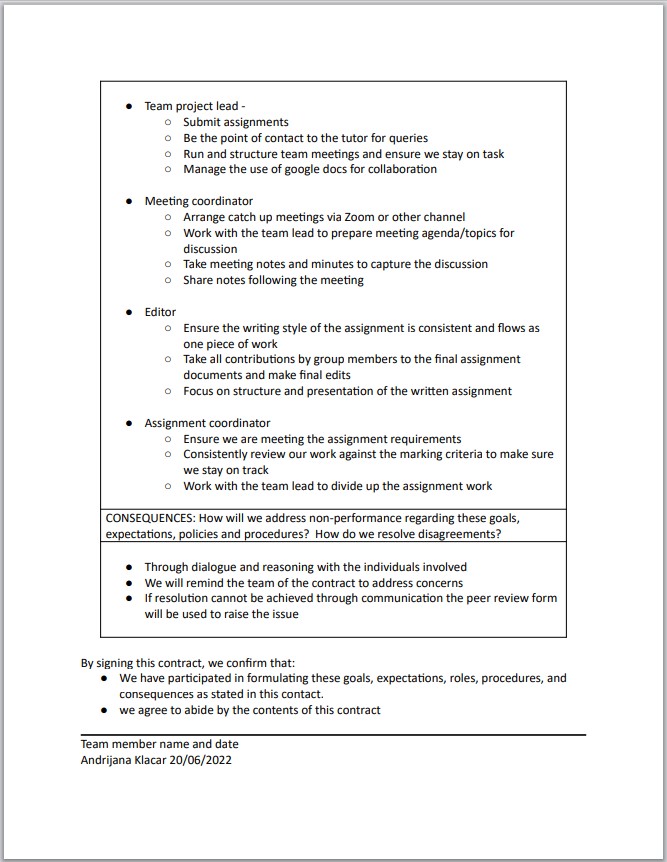 ● Team project lead -
○ Submit assignments
○ Be the point of contact to the tutor for queries
○ Run and structure team meetings and ensure we stay on task
○ Manage the use of google docs for collaboration
● Meeting coordinator
○ Arrange catch up meetings via Zoom or other channel
○ Work with the team lead to prepare meeting agenda/topics for
discussion
○ Take meeting notes and minutes to capture the discussion
○ Share notes following the meeting
● Editor
○ Ensure the writing style of the assignment is consistent and flows as
one piece of work
○ Take all contributions by group members to the final assignment
documents and make final edits
○ Focus on structure and presentation of the written assignment
● Assignment coordinator
○ Ensure we are meeting the assignment requirements
○ Consistently review our work against the marking criteria to make sure
we stay on track
○ Work with the team lead to divide up the assignment work
CONSEQUENCES: How will we address non-performance regarding these goals,
expectations, policies and procedures? How do we resolve disagreements?
● Through dialogue and reasoning with the individuals involved
● We will remind the team of the contract to address concerns
● If resolution cannot be achieved through communication the peer review form
will be used to raise the issue
By signing this contract, we confirm that:
● We have participated in formulating these goals, expectations, roles, procedures, and
consequences as stated in this contact.
● we agree to abide by the contents of this contract
Team member name and date
Andrijana Klacar 20/06/2022